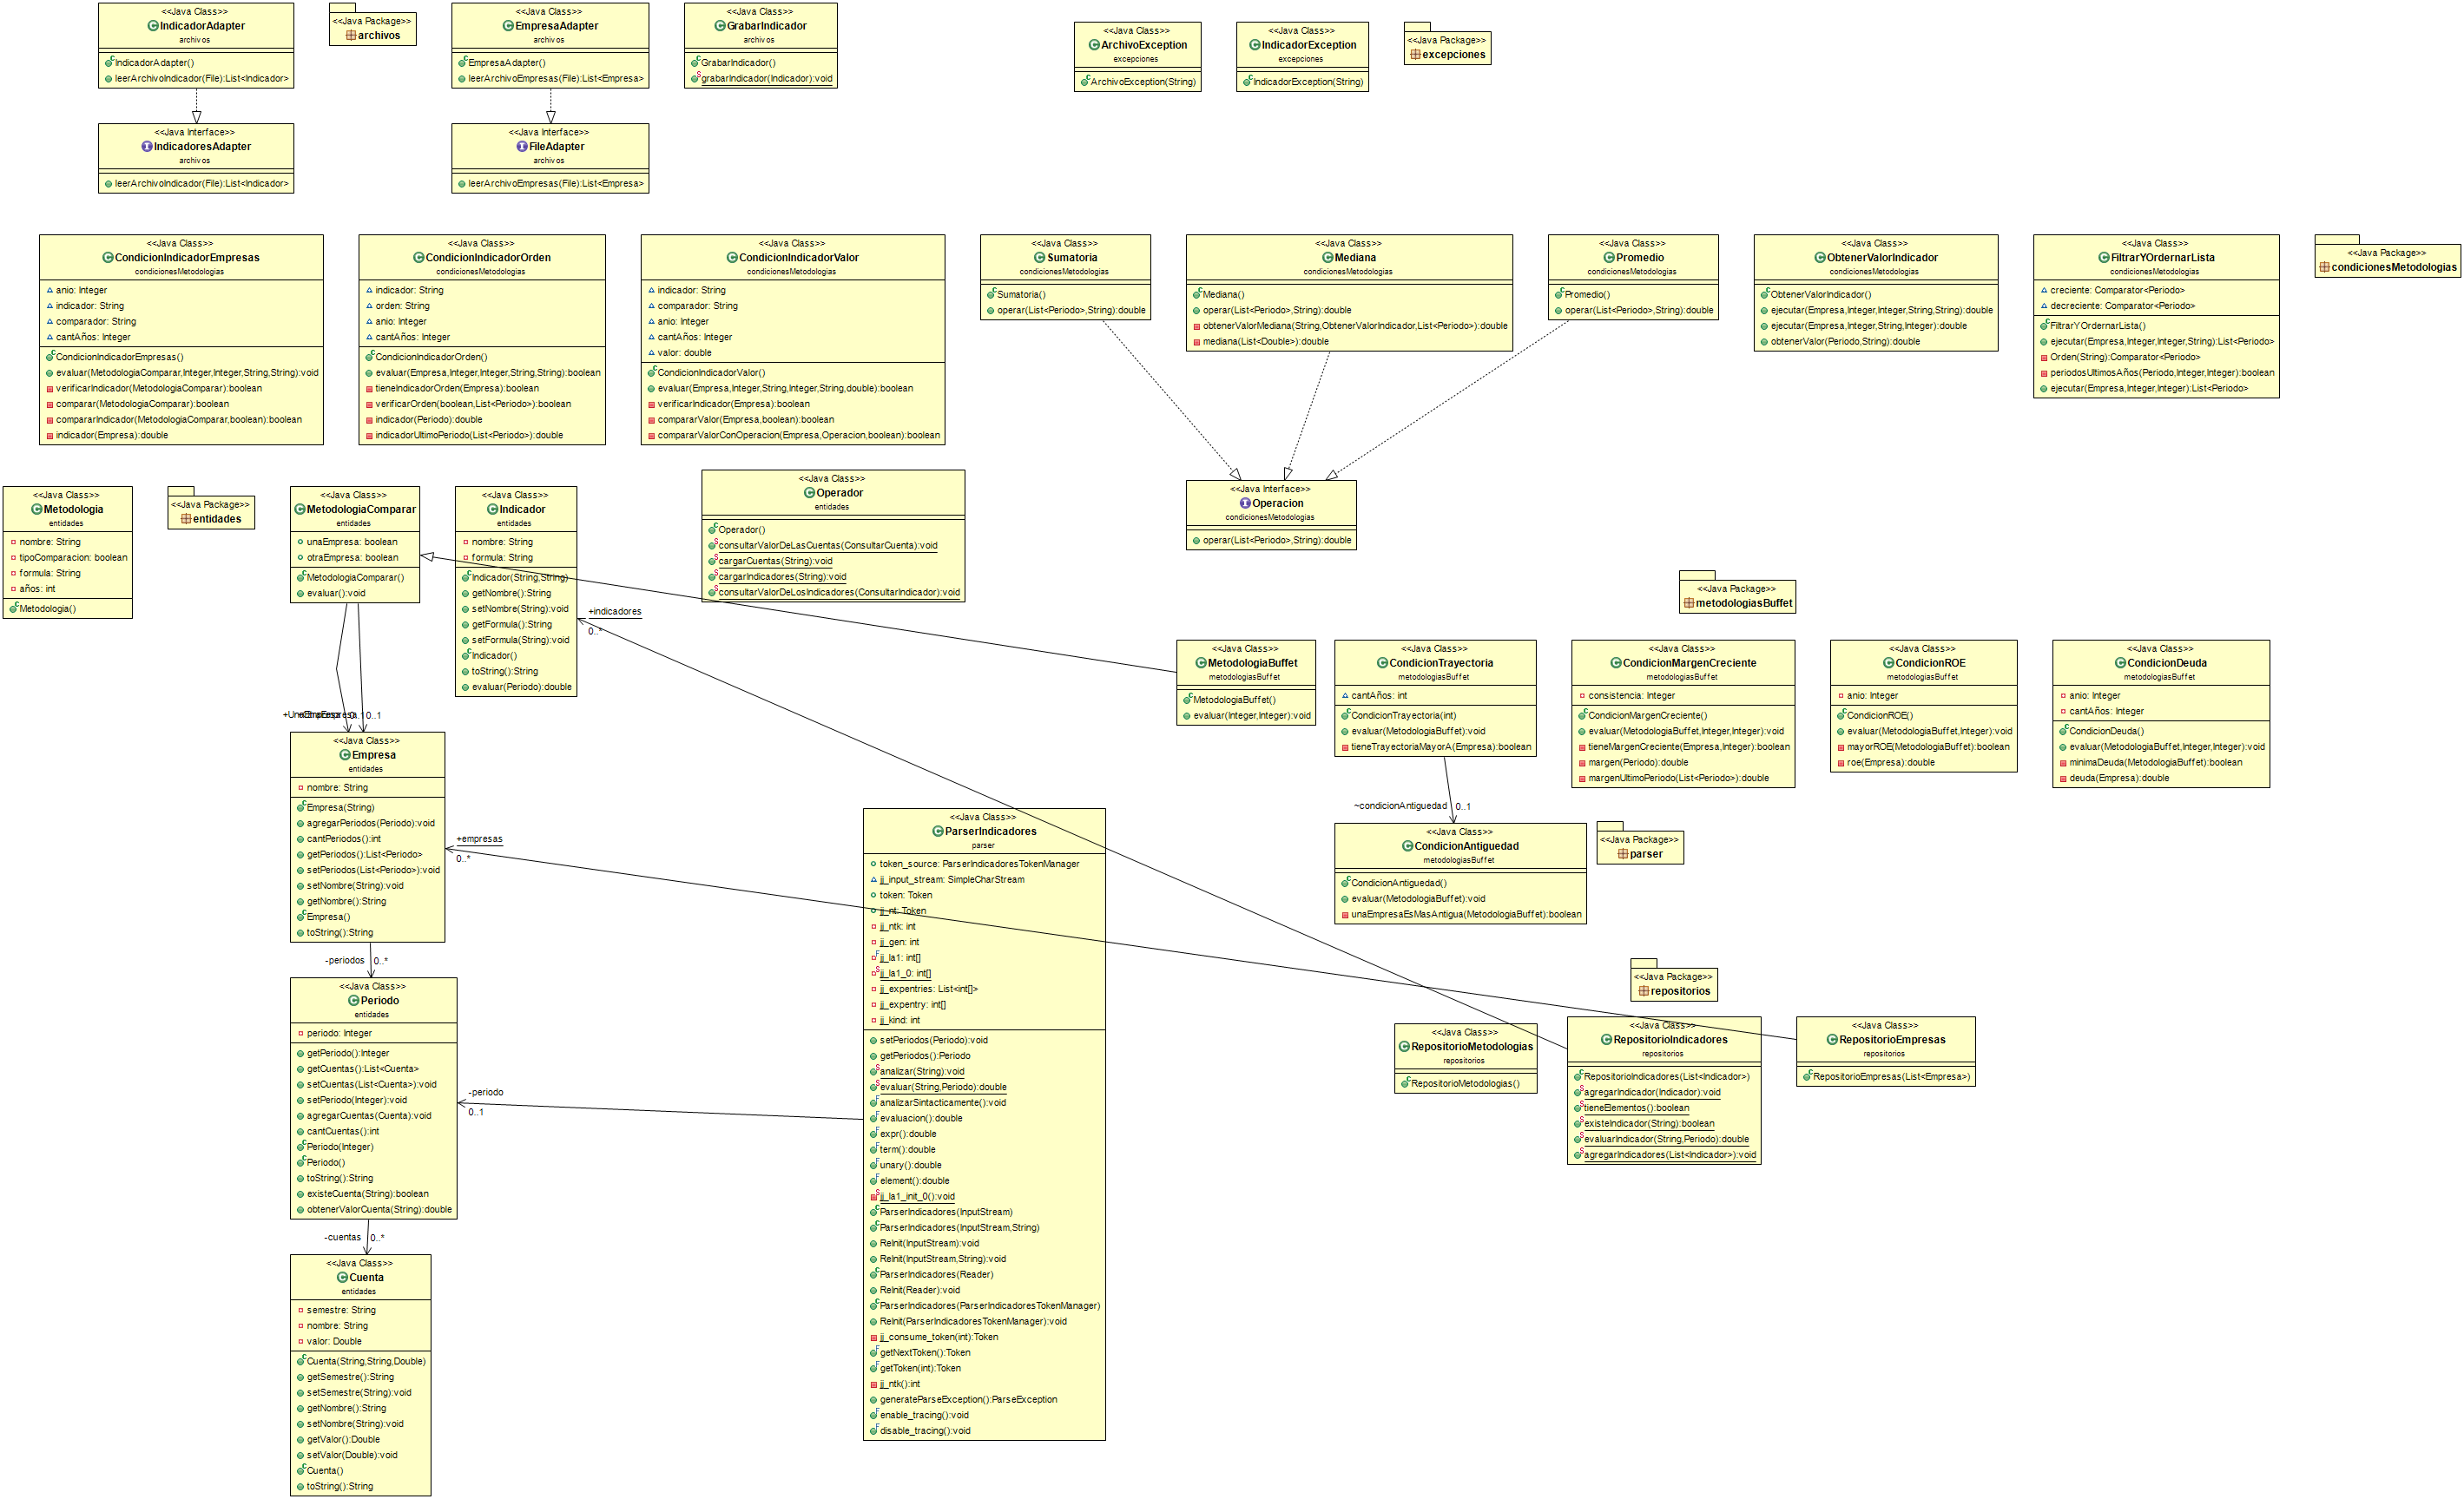 <<Java Class>>
IndicadorAdapter
archivos
IndicadorAdapter()
leerArchivoIndicador(File):List<Indicador>
<<Java Package>>
archivos
<<Java Class>>
EmpresaAdapter
archivos
EmpresaAdapter()
leerArchivoEmpresas(File):List<Empresa>
<<Java Class>>
GrabarIndicador
archivos
GrabarIndicador()
grabarIndicador(Indicador):void
<<Java Class>>
ArchivoException
excepciones
ArchivoException(String)
<<Java Class>>
IndicadorException
excepciones
IndicadorException(String)
<<Java Package>>
excepciones
<<Java Interface>>
IndicadoresAdapter
archivos
leerArchivoIndicador(File):List<Indicador>
<<Java Interface>>
FileAdapter
archivos
leerArchivoEmpresas(File):List<Empresa>
<<Java Class>>
CondicionIndicadorEmpresas
condicionesMetodologias
anio: Integer
indicador: String
comparador: String
cantAños: Integer
CondicionIndicadorEmpresas()
evaluar(MetodologiaComparar,Integer,Integer,String,String):void
verificarIndicador(MetodologiaComparar):boolean
comparar(MetodologiaComparar):boolean
compararIndicador(MetodologiaComparar,boolean):boolean
indicador(Empresa):double
<<Java Class>>
CondicionIndicadorOrden
condicionesMetodologias
indicador: String
orden: String
anio: Integer
cantAños: Integer
CondicionIndicadorOrden()
evaluar(Empresa,Integer,Integer,String,String):boolean
tieneIndicadorOrden(Empresa):boolean
verificarOrden(boolean,List<Periodo>):boolean
indicador(Periodo):double
indicadorUltimoPeriodo(List<Periodo>):double
<<Java Class>>
CondicionIndicadorValor
condicionesMetodologias
indicador: String
comparador: String
anio: Integer
cantAños: Integer
valor: double
CondicionIndicadorValor()
evaluar(Empresa,Integer,String,Integer,String,double):boolean
verificarIndicador(Empresa):boolean
compararValor(Empresa,boolean):boolean
compararValorConOperacion(Empresa,Operacion,boolean):boolean
<<Java Class>>
Sumatoria
condicionesMetodologias
Sumatoria()
operar(List<Periodo>,String):double
<<Java Class>>
Mediana
condicionesMetodologias
Mediana()
operar(List<Periodo>,String):double
obtenerValorMediana(String,ObtenerValorIndicador,List<Periodo>):double
mediana(List<Double>):double
<<Java Class>>
Promedio
condicionesMetodologias
Promedio()
operar(List<Periodo>,String):double
<<Java Class>>
ObtenerValorIndicador
condicionesMetodologias
ObtenerValorIndicador()
ejecutar(Empresa,Integer,Integer,String,String):double
ejecutar(Empresa,Integer,String,Integer):double
obtenerValor(Periodo,String):double
<<Java Class>>
FiltrarYOrdernarLista
condicionesMetodologias
creciente: Comparator<Periodo>
decreciente: Comparator<Periodo>
FiltrarYOrdernarLista()
ejecutar(Empresa,Integer,Integer,String):List<Periodo>
Orden(String):Comparator<Periodo>
periodosUltimosAños(Periodo,Integer,Integer):boolean
ejecutar(Empresa,Integer,Integer):List<Periodo>
<<Java Package>>
condicionesMetodologias
<<Java Class>>
Metodologia
entidades
nombre: String
tipoComparacion: boolean
formula: String
años: int
Metodologia()
<<Java Package>>
entidades
<<Java Class>>
MetodologiaComparar
entidades
unaEmpresa: boolean
otraEmpresa: boolean
MetodologiaComparar()
evaluar():void
<<Java Class>>
Indicador
entidades
nombre: String
formula: String
Indicador(String,String)
getNombre():String
setNombre(String):void
getFormula():String
setFormula(String):void
Indicador()
toString():String
evaluar(Periodo):double
<<Java Class>>
Operador
entidades
Operador()
consultarValorDeLasCuentas(ConsultarCuenta):void
cargarCuentas(String):void
cargarIndicadores(String):void
consultarValorDeLosIndicadores(ConsultarIndicador):void
<<Java Interface>>
Operacion
condicionesMetodologias
operar(List<Periodo>,String):double
+indicadores
0..*
<<Java Package>>
metodologiasBuffet
<<Java Class>>
MetodologiaBuffet
metodologiasBuffet
MetodologiaBuffet()
evaluar(Integer,Integer):void
<<Java Class>>
CondicionTrayectoria
metodologiasBuffet
cantAños: int
CondicionTrayectoria(int)
evaluar(MetodologiaBuffet):void
tieneTrayectoriaMayorA(Empresa):boolean
<<Java Class>>
CondicionMargenCreciente
metodologiasBuffet
consistencia: Integer
CondicionMargenCreciente()
evaluar(MetodologiaBuffet,Integer,Integer):void
tieneMargenCreciente(Empresa,Integer):boolean
margen(Periodo):double
margenUltimoPeriodo(List<Periodo>):double
<<Java Class>>
CondicionROE
metodologiasBuffet
anio: Integer
CondicionROE()
evaluar(MetodologiaBuffet,Integer):void
mayorROE(MetodologiaBuffet):boolean
roe(Empresa):double
<<Java Class>>
CondicionDeuda
metodologiasBuffet
anio: Integer
cantAños: Integer
CondicionDeuda()
evaluar(MetodologiaBuffet,Integer,Integer):void
minimaDeuda(MetodologiaBuffet):boolean
deuda(Empresa):double
0..1
<<Java Class>>
Empresa
entidades
nombre: String
Empresa(String)
agregarPeriodos(Periodo):void
cantPeriodos():int
getPeriodos():List<Periodo>
setPeriodos(List<Periodo>):void
setNombre(String):void
getNombre():String
Empresa()
toString():String
+empresas
0..*
~condicionAntiguedad
0..1
<<Java Class>>
CondicionAntiguedad
metodologiasBuffet
CondicionAntiguedad()
evaluar(MetodologiaBuffet):void
unaEmpresaEsMasAntigua(MetodologiaBuffet):boolean
<<Java Package>>
parser
<<Java Class>>
ParserIndicadores
parser
token_source: ParserIndicadoresTokenManager
jj_input_stream: SimpleCharStream
token: Token
jj_nt: Token
jj_ntk: int
jj_gen: int
jj_la1: int[]
jj_la1_0: int[]
jj_expentries: List<int[]>
jj_expentry: int[]
jj_kind: int
setPeriodos(Periodo):void
getPeriodos():Periodo
analizar(String):void
evaluar(String,Periodo):double
analizarSintacticamente():void
evaluacion():double
expr():double
term():double
unary():double
element():double
jj_la1_init_0():void
ParserIndicadores(InputStream)
ParserIndicadores(InputStream,String)
ReInit(InputStream):void
ReInit(InputStream,String):void
ParserIndicadores(Reader)
ReInit(Reader):void
ParserIndicadores(ParserIndicadoresTokenManager)
ReInit(ParserIndicadoresTokenManager):void
jj_consume_token(int):Token
getNextToken():Token
getToken(int):Token
jj_ntk():int
generateParseException():ParseException
enable_tracing():void
disable_tracing():void
-periodos
0..*
<<Java Class>>
Periodo
entidades
periodo: Integer
getPeriodo():Integer
getCuentas():List<Cuenta>
setCuentas(List<Cuenta>):void
setPeriodo(Integer):void
agregarCuentas(Cuenta):void
cantCuentas():int
Periodo(Integer)
Periodo()
toString():String
existeCuenta(String):boolean
obtenerValorCuenta(String):double
-periodo
0..1
<<Java Package>>
repositorios
<<Java Class>>
RepositorioMetodologias
repositorios
RepositorioMetodologias()
<<Java Class>>
RepositorioIndicadores
repositorios
RepositorioIndicadores(List<Indicador>)
agregarIndicador(Indicador):void
tieneElementos():boolean
existeIndicador(String):boolean
evaluarIndicador(String,Periodo):double
agregarIndicadores(List<Indicador>):void
<<Java Class>>
RepositorioEmpresas
repositorios
RepositorioEmpresas(List<Empresa>)
-cuentas
0..*
<<Java Class>>
Cuenta
entidades
semestre: String
nombre: String
valor: Double
Cuenta(String,String,Double)
getSemestre():String
setSemestre(String):void
getNombre():String
setNombre(String):void
getValor():Double
setValor(Double):void
Cuenta()
toString():String